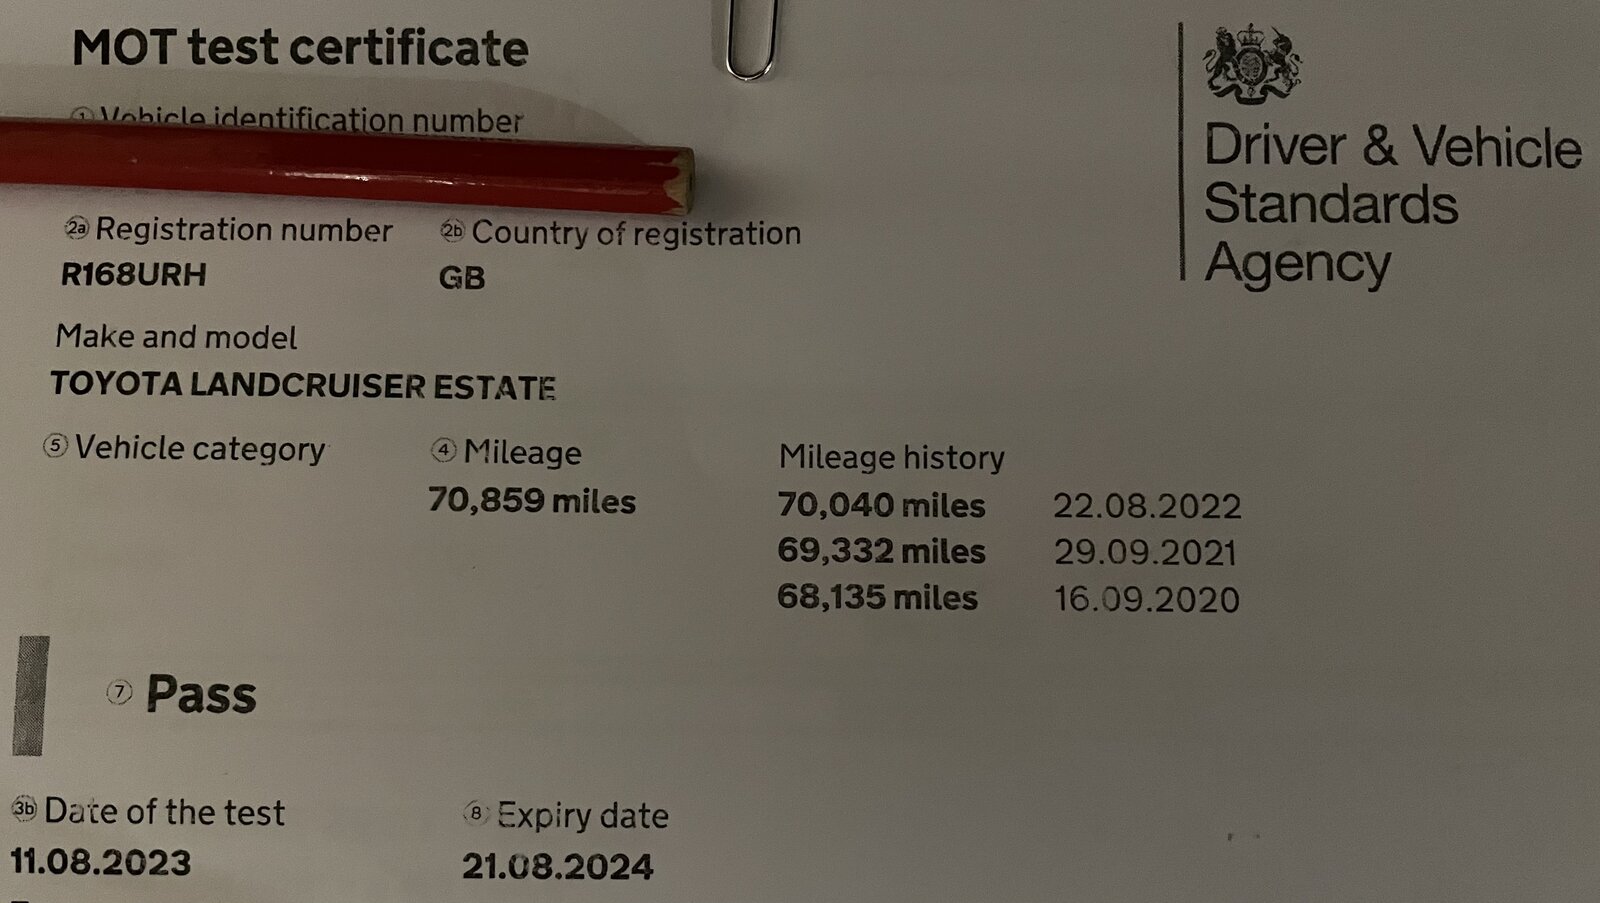 MOT test certificate
1 Vehicle identification number
Driver & Vehicle
Standards
Agency
2a Registration number 2b Country of registration
R168URH GB
Make and model
TOYOTA LANDCRUISER ESTATE
5 Vehicle category 4 Mileage Mileage history
70,859 miles 70,040 miles 22.08.2022
69,332 miles 29.09.2021
68,135 miles 16.09.2020
7 Pass
3b Date of the test 8 Expiry date
11.08.2023 21.08.2024